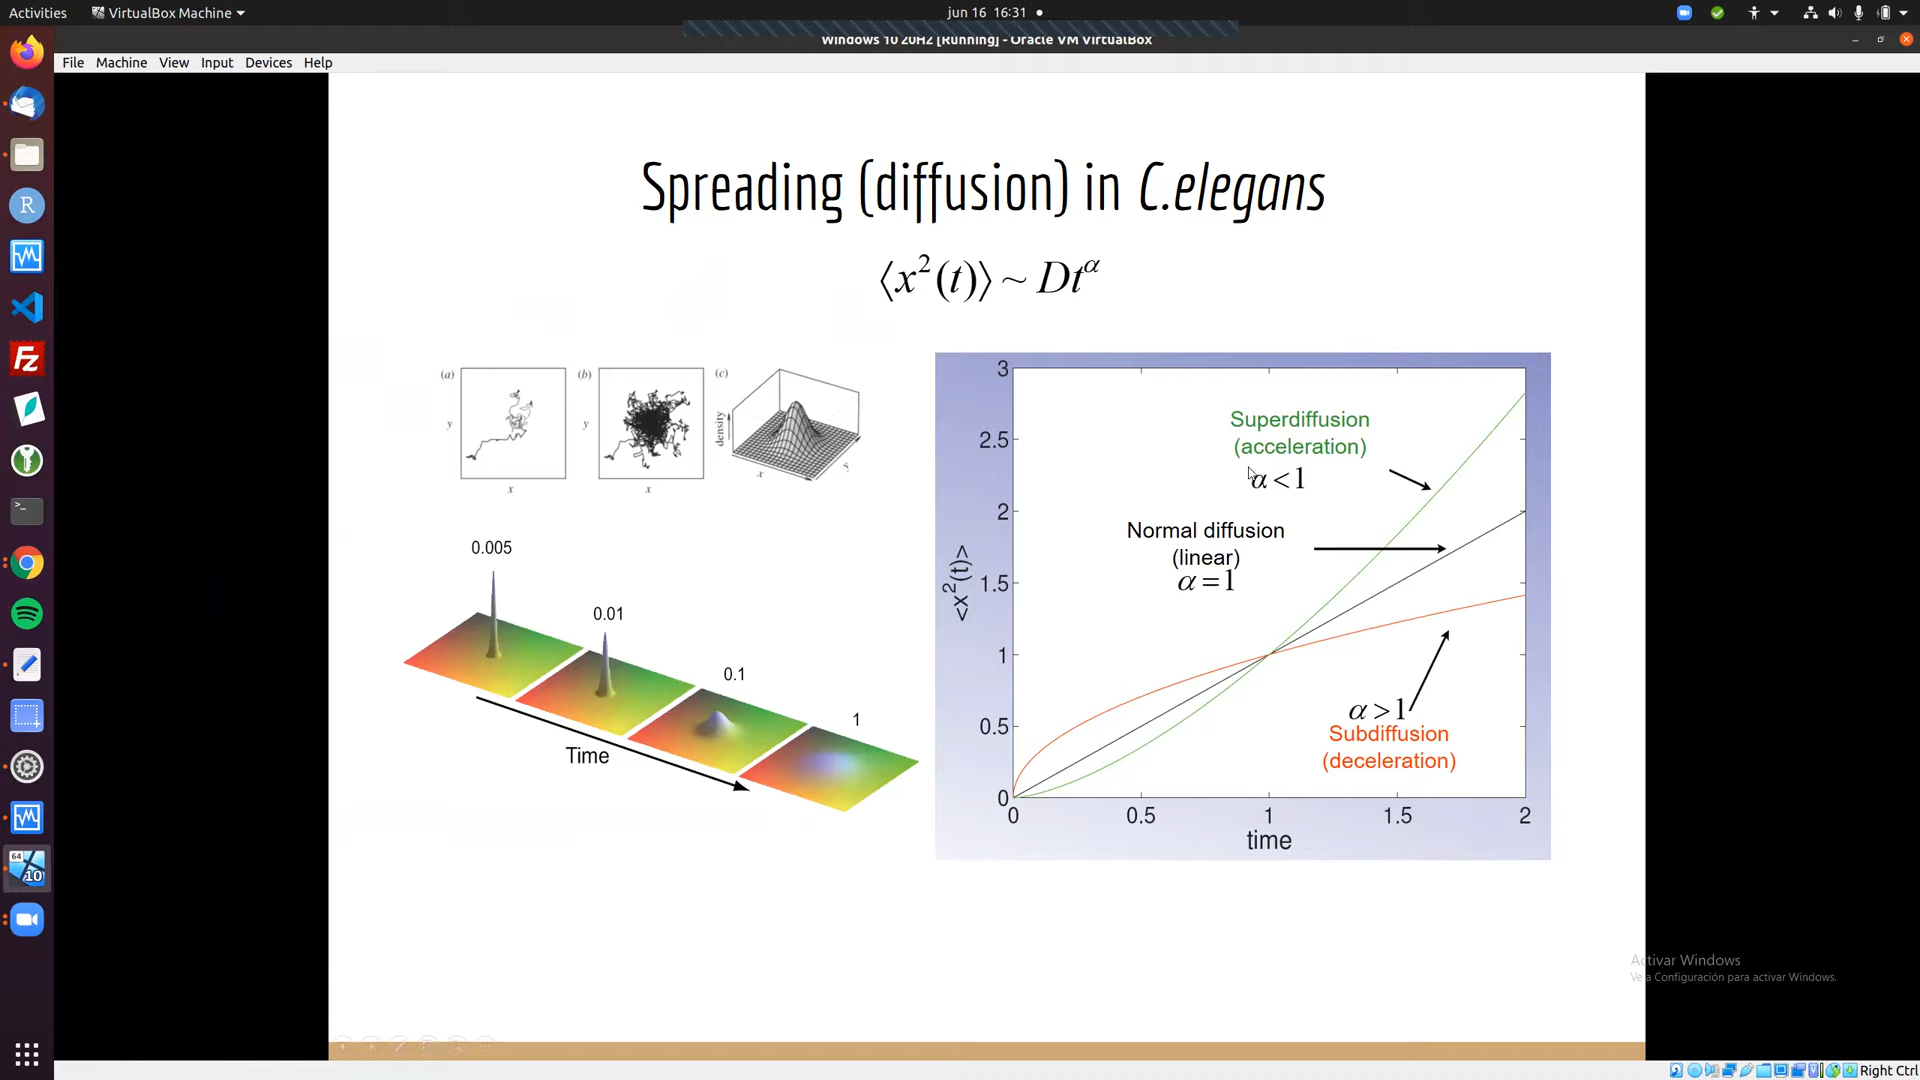 Activities
VirtualBox Machine
jun 16 16:31
Windows 10 20H2 [Running] - Oracle VM VirtualBox
File Machine View Input Devices Help
Spreading (diffusion) in C.elegans
⟨x²(t)⟩ ~ Dt^α
(a)
(b)
(c)
y
x
y
x
density
x
y
0.005
0.01
0.1
1
Time
3
2.5
2
1.5
1
0.5
0
<x²(t)>
Superdiffusion
(acceleration)
α < 1
Normal diffusion
(linear)
α = 1
α > 1
Subdiffusion
(deceleration)
0 0.5 1 1.5 2
time
Activar Windows
Ve a Configuración para activar Windows.
R
Fz
>_
64
10
Right Ctrl